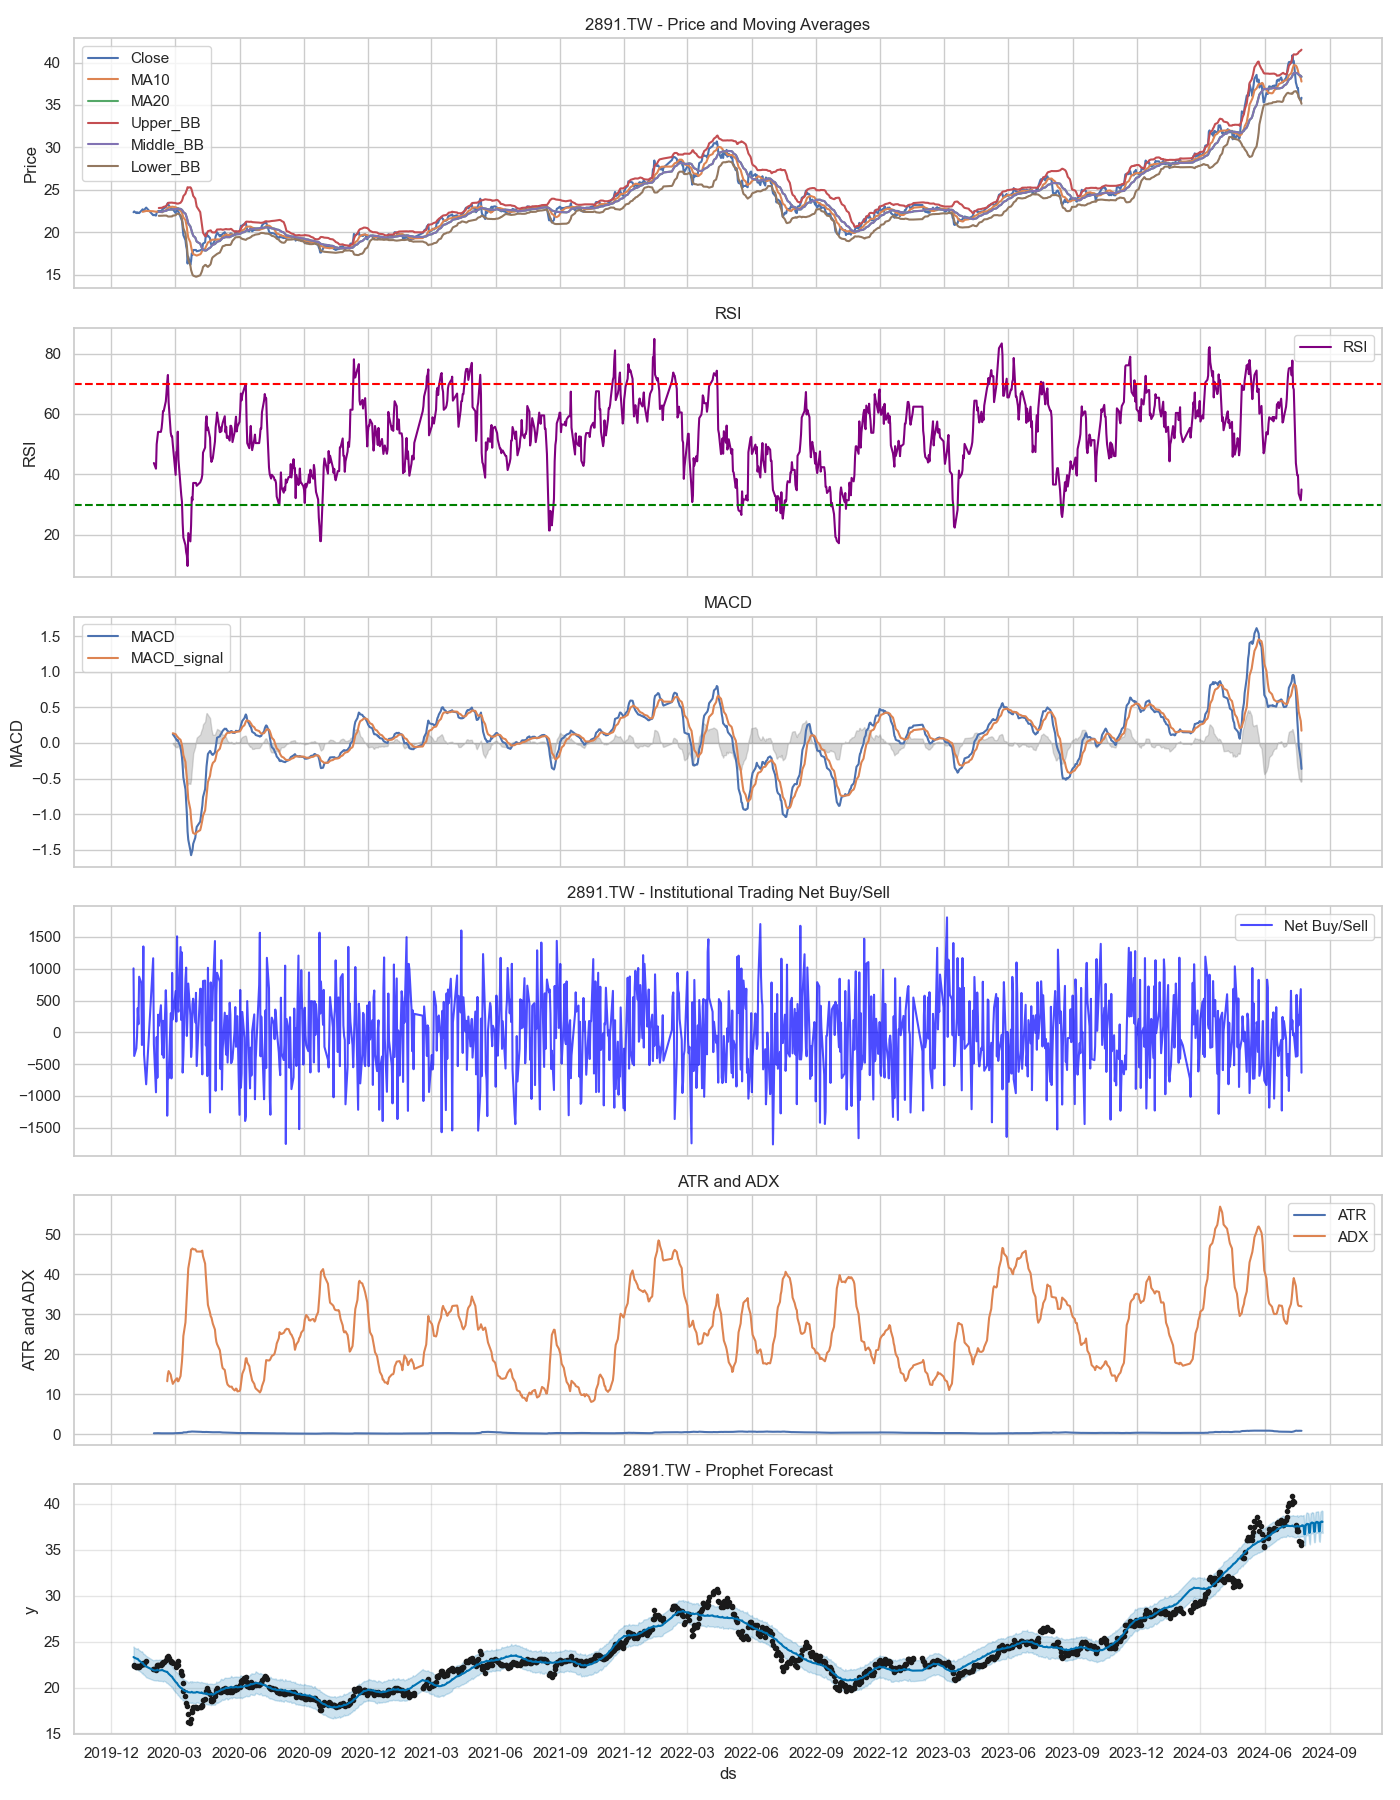 2891.TW - Price and Moving Averages
Close
MA10
MA20
Upper_BB
Middle_BB
Lower_BB
Price
40
35
30
25
20
15
RSI
RSI
RSI
80
60
40
20
MACD
MACD
MACD_signal
MACD
1.5
1.0
0.5
0.0
−0.5
−1.0
−1.5
2891.TW - Institutional Trading Net Buy/Sell
Net Buy/Sell
1500
1000
500
0
−500
−1000
−1500
ATR and ADX
ATR
ADX
ATR and ADX
50
40
30
20
10
0
2891.TW - Prophet Forecast
y
40
35
30
25
20
15
2019-12 2020-03 2020-06 2020-09 2020-12 2021-03 2021-06 2021-09 2021-12 2022-03 2022-06 2022-09 2022-12 2023-03 2023-06 2023-09 2023-12 2024-03 2024-06 2024-09
ds